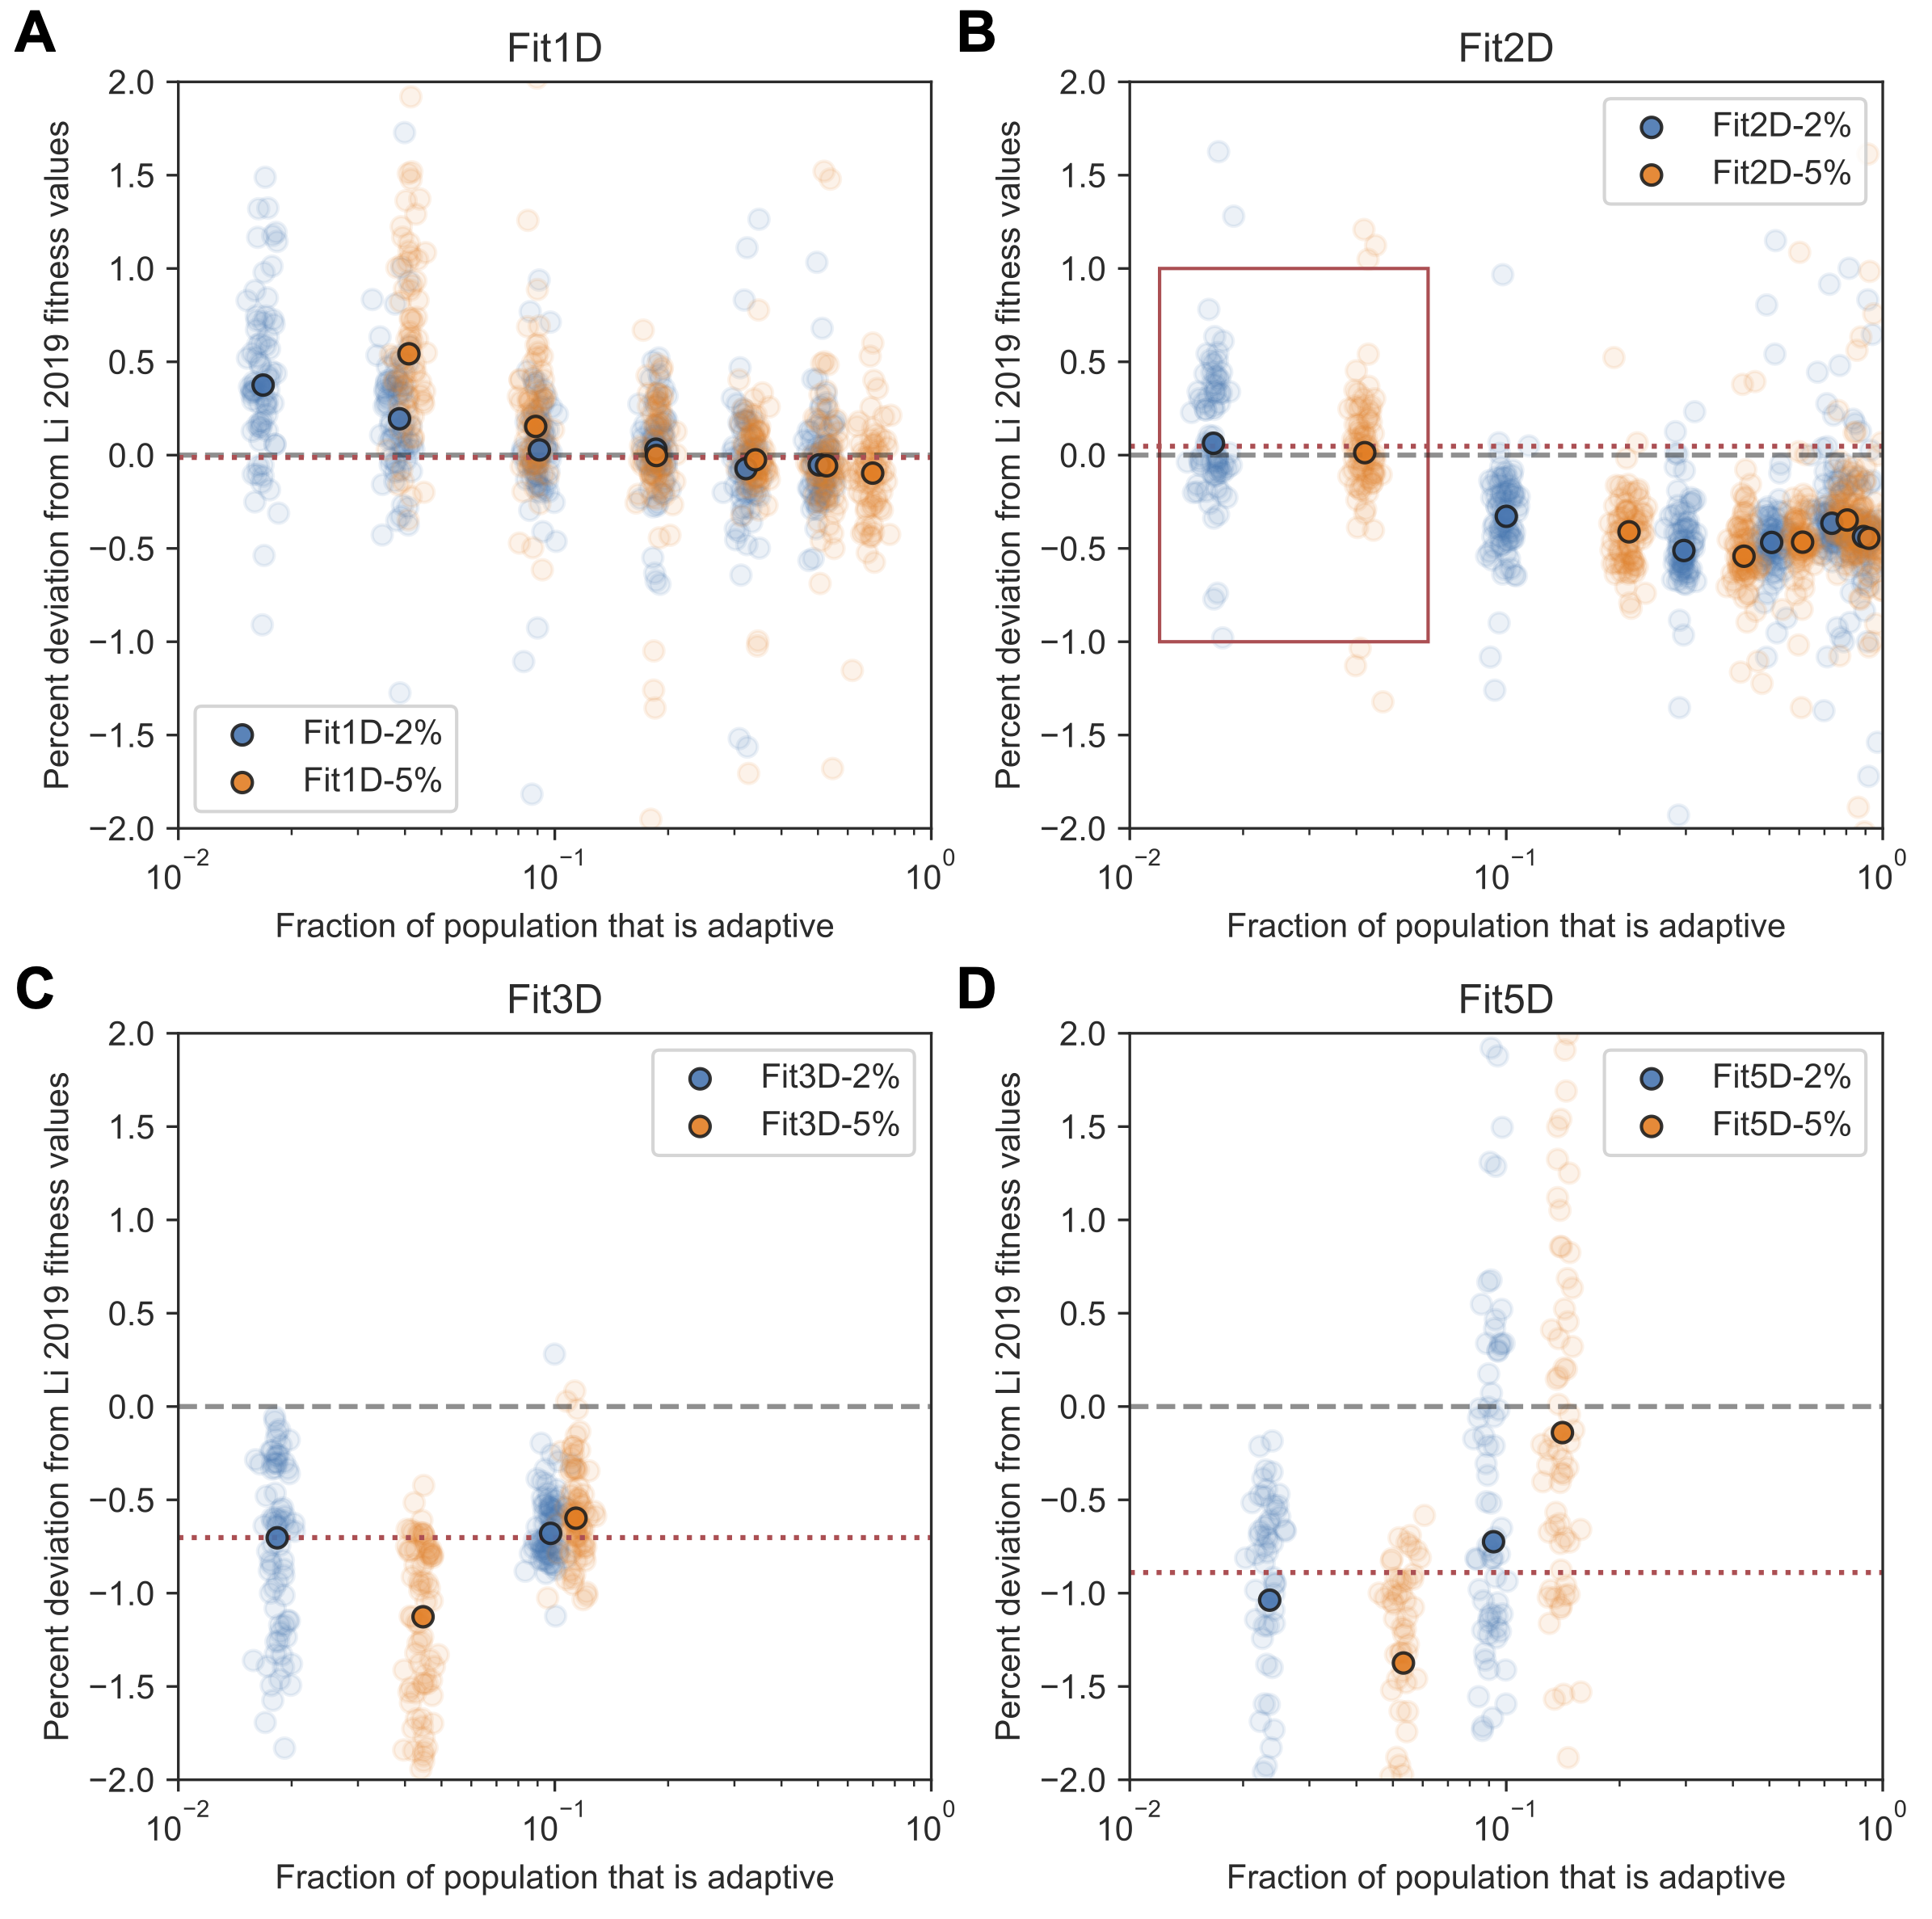 A
Fit1D
Percent deviation from Li 2019 fitness values
2.0
1.5
1.0
0.5
0.0
−0.5
−1.0
−1.5
−2.0
Fit1D-2%
Fit1D-5%
10⁻²
10⁻¹
10⁰
Fraction of population that is adaptive
B
Fit2D
Percent deviation from Li 2019 fitness values
2.0
1.5
1.0
0.5
0.0
−0.5
−1.0
−1.5
−2.0
Fit2D-2%
Fit2D-5%
10⁻²
10⁻¹
10⁰
Fraction of population that is adaptive
C
Fit3D
Percent deviation from Li 2019 fitness values
2.0
1.5
1.0
0.5
0.0
−0.5
−1.0
−1.5
−2.0
Fit3D-2%
Fit3D-5%
10⁻²
10⁻¹
10⁰
Fraction of population that is adaptive
D
Fit5D
Percent deviation from Li 2019 fitness values
2.0
1.5
1.0
0.5
0.0
−0.5
−1.0
−1.5
−2.0
Fit5D-2%
Fit5D-5%
10⁻²
10⁻¹
10⁰
Fraction of population that is adaptive